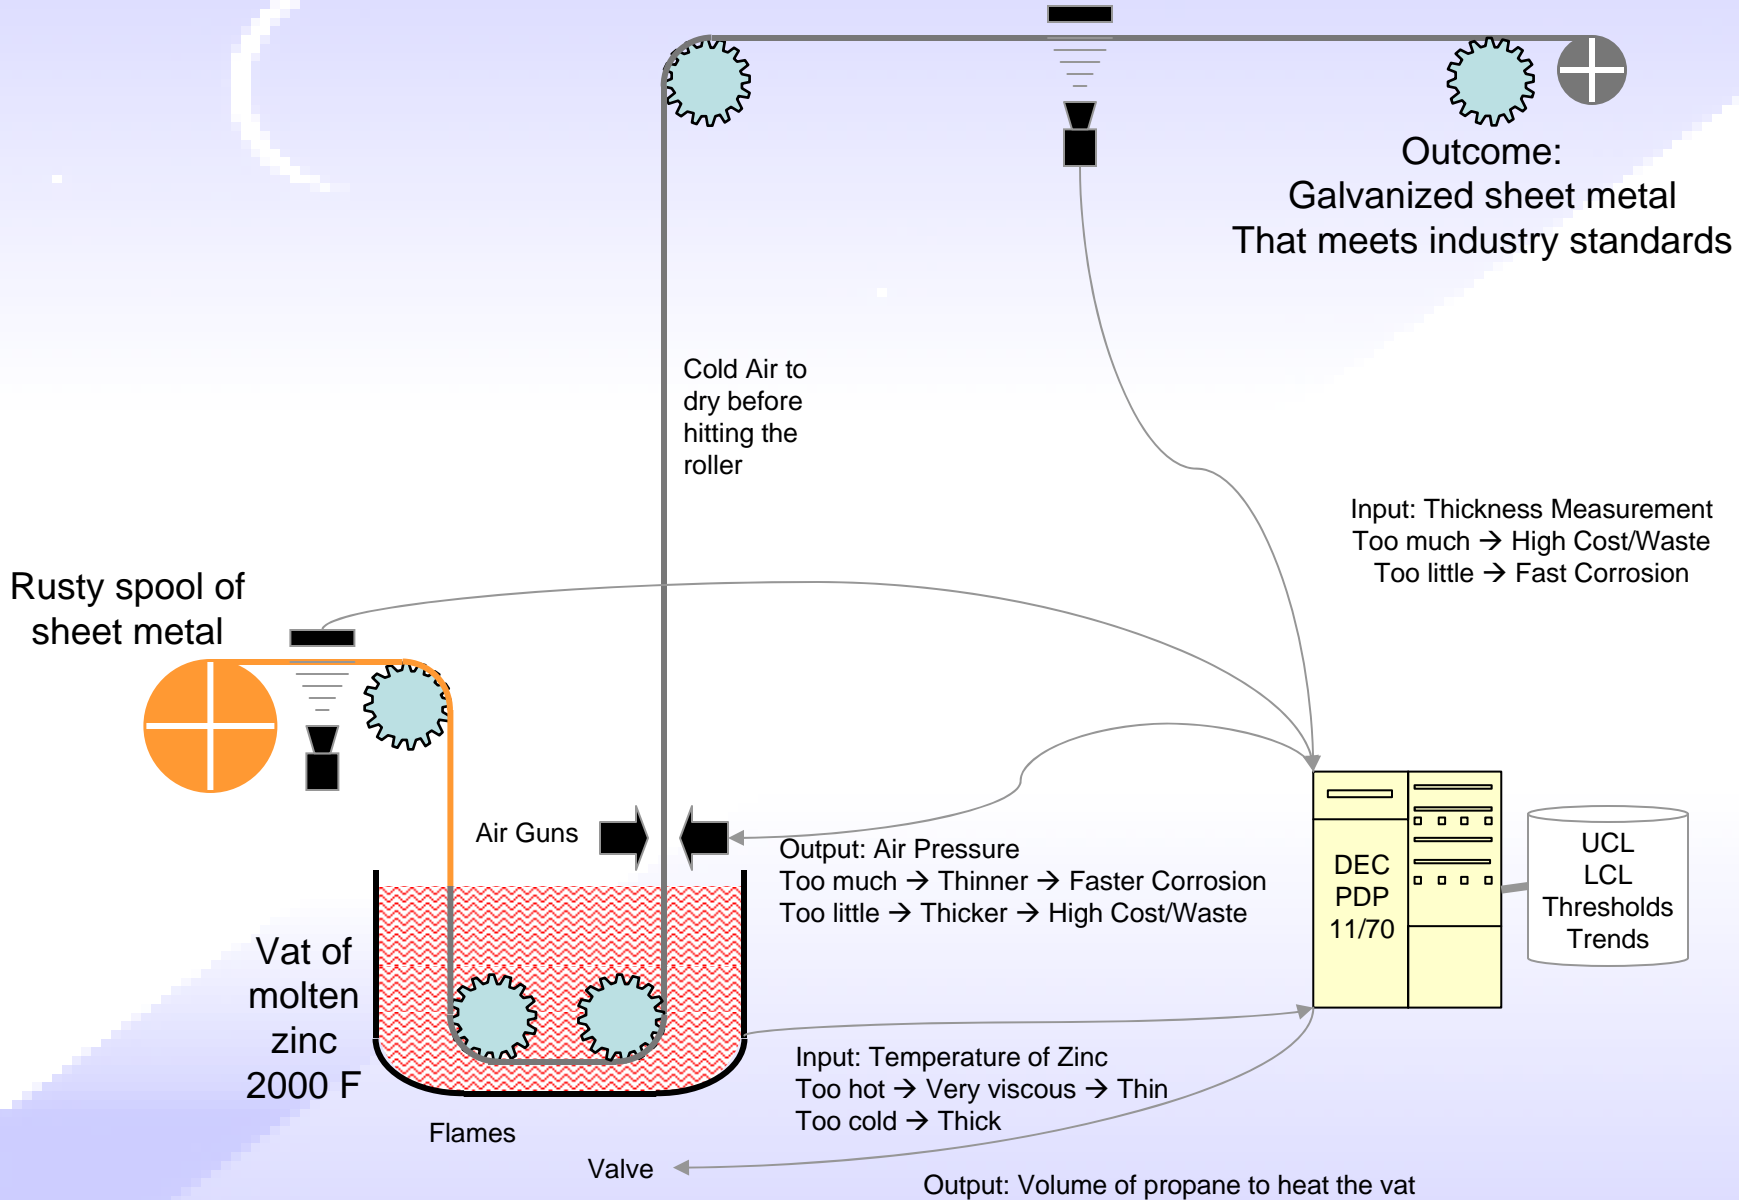 Outcome:
Galvanized sheet metal
That meets industry standards
Cold Air to
dry before
hitting the
roller
Input: Thickness Measurement
Too much → High Cost/Waste
Too little → Fast Corrosion
Rusty spool of
sheet metal
Air Guns
Output: Air Pressure
Too much → Thinner → Faster Corrosion
Too little → Thicker → High Cost/Waste
DEC
PDP
11/70
UCL
LCL
Thresholds
Trends
Vat of
molten
zinc
2000 F
Input: Temperature of Zinc
Too hot → Very viscous → Thin
Too cold → Thick
Flames
Valve
Output: Volume of propane to heat the vat